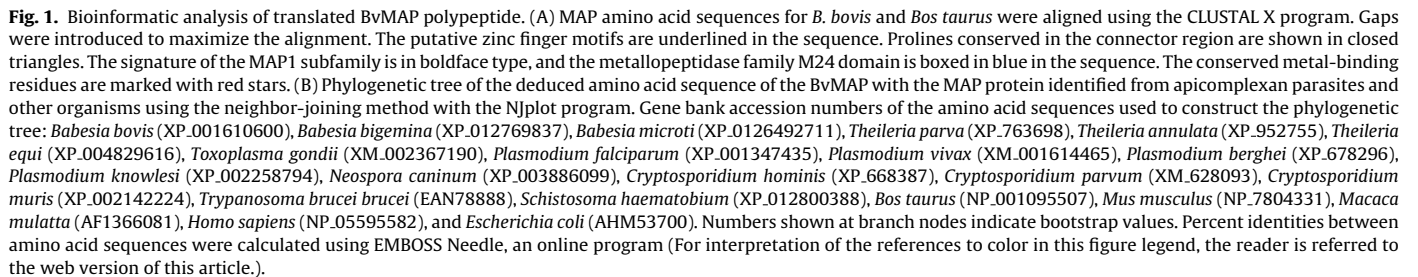 Fig. 1. Bioinformatic analysis of translated BvMAP polypeptide. (A) MAP amino acid sequences for B. bovis and Bos taurus were aligned using the CLUSTAL X program. Gaps
were introduced to maximize the alignment. The putative zinc finger motifs are underlined in the sequence. Prolines conserved in the connector region are shown in closed
triangles. The signature of the MAP1 subfamily is in boldface type, and the metallopeptidase family M24 domain is boxed in blue in the sequence. The conserved metal-binding
residues are marked with red stars. (B) Phylogenetic tree of the deduced amino acid sequence of the BvMAP with the MAP protein identified from apicomplexan parasites and
other organisms using the neighbor-joining method with the NJplot program. Gene bank accession numbers of the amino acid sequences used to construct the phylogenetic
tree: Babesia bovis (XP_001610600), Babesia bigemina (XP_012769837), Babesia microti (XP_0126492711), Theileria parva (XP_763698), Theileria annulata (XP_952755), Theileria
equi (XP_004829616), Toxoplasma gondii (XM_002367190), Plasmodium falciparum (XP_001347435), Plasmodium vivax (XM_001614465), Plasmodium berghei (XP_678296),
Plasmodium knowlesi (XP_002258794), Neospora caninum (XP_003886099), Cryptosporidium hominis (XP_668387), Cryptosporidium parvum (XM_628093), Cryptosporidium
muris (XP_002142224), Trypanosoma brucei brucei (EAN78888), Schistosoma haematobium (XP_012800388), Bos taurus (NP_001095507), Mus musculus (NP_7804331), Macaca
mulatta (AF1366081), Homo sapiens (NP_05595582), and Escherichia coli (AHM53700). Numbers shown at branch nodes indicate bootstrap values. Percent identities between
amino acid sequences were calculated using EMBOSS Needle, an online program (For interpretation of the references to color in this figure legend, the reader is referred to
the web version of this article.).